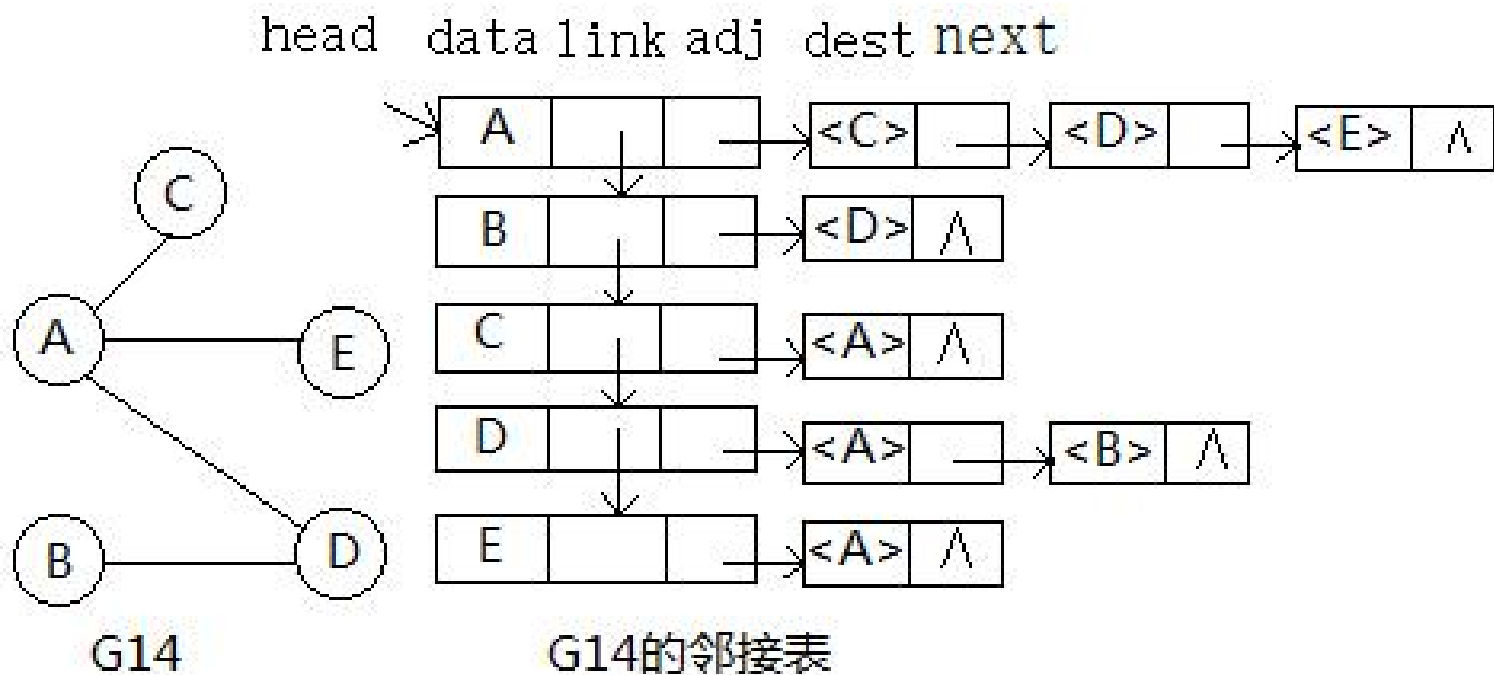 head data link adj dest next
A <C> <D> <E> ∧
C
B <D> ∧
A
E
C <A> ∧
D <A> <B> ∧
B
D
E <A> ∧
G14
G14的邻接表